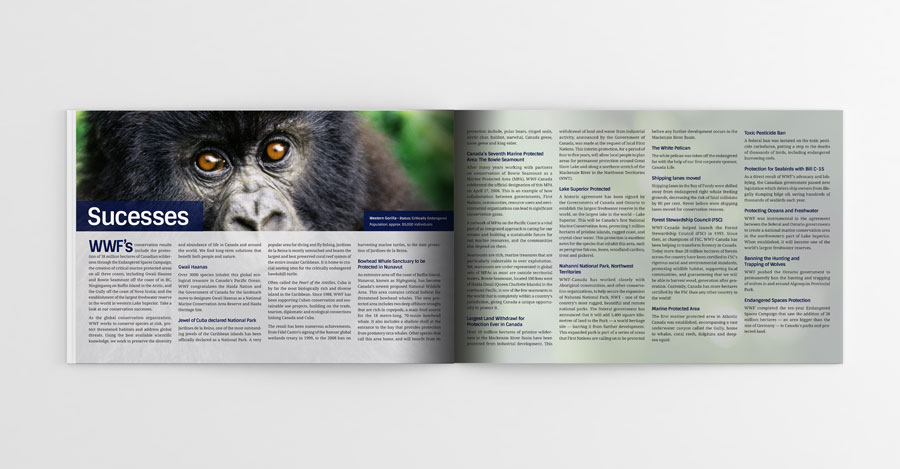 Sucesses
Western Gorilla - Status: Critically Endangered
Population: approx. 95,000 individuals
WWF's conservation results
include the protection
of 38 million hectares of Canadian wilderness
through the Endangered Spaces Campaign,
the creation of critical marine protected areas
on all three coasts, including Gwaii Haanas
and Bowie Seamount off the coast of BC,
Ninginganiq on Baffin Island in the Arctic, and
the Gully off the coast of Nova Scotia; and the
establishment of the largest freshwater reserve
in the world in western Lake Superior. Take a
look at our conservation successes.
As the global conservation organization,
WWF works to conserve species at risk, protect
threatened habitats and address global
threats. Using the best available scientific
knowledge, we work to preserve the diversity
and abundance of life in Canada and around
the world. We find long-term solutions that
benefit both people and nature.
Gwaii Haanas
Over 3000 species inhabit this global ecological
treasure in Canada's Pacific Ocean.
WWF congratulates the Haida Nation and
the Government of Canada for the landmark
move to designate Gwaii Haanas as a National
Marine Conservation Area Reserve and Haida
Heritage Site.
Jewel of Cuba declared National Park
Jardines de la Reina, one of the most outstanding
jewels of the Caribbean, has been
officially declared as a National Park. A very
popular area for diving and fly-fishing, Jardines
de la Reina is mostly untouched and boasts the
largest and best preserved coral reef system of
the entire insular Caribbean. It is home to crucial
nesting sites for the critically endangered
hawksbill turtle.
Often called the Pearl of the Antilles, Cuba is
by far the most biologically rich and diverse
island in the Caribbean. Since 1988, WWF has
been supporting Cuban conservation and sustainable
use projects, building on the trade,
tourism, diplomatic and ecological connections
linking Canada and Cuba.
The result has been numerous achievements,
from Fidel Castro's signing of the Ramsar global
wetlands treaty in 1999, to the 2008 ban on
harvesting marine turtles, to the main protection
of Jardines de la Reina.
Bowhead Whale Sanctuary to be
Protected in Nunavut
An extensive area off the coast of Baffin Island,
Nunavut, known as Niginganiq, has become
Canada's newest proposed National Wildlife
Area. This area contains critical habitat for
threatened bowhead whales. The new protected
area includes two deep offshore troughs
that are rich in copepods, a main food source
for the 18 metre-long, 70-tonne bowhead
whale. It also includes a shallow shelf at the
entrance to the bay that provides protection
from predatory orca whales. Other species that
call this area home, and will benefit from its
protection include, polar bears, ringed seals,
arctic char, halibut, narwhal, Canada geese,
snow geese and king eider.
Canada's Seventh Marine Protected
Area: The Bowie Seamount
After many years working with partners
on conservation of Bowie Seamount as a
Marine Protected Area (MPA), WWF-Canada
celebrated the official designation of this MPA
This is an example of how
collaboration between governments, First
Nations, communities, resource users and environmental
organizations can lead to significant
conservation gains.
A network of MPAs on the Pacific Coast is a vital
part of an integrated approach to caring for our
oceans and building a sustainable future for
our marine resources, and the communities
that depend on them.
Seamounts are rich, marine treasures that are
particularly vulnerable to over exploitation.
Yet, seamounts are under represented in global
sets of MPAs as most are outside territorial
waters. Bowie Seamount, located 180 kms west
of Haida Gwaii (Queen Charlotte Islands) in the
northeast Pacific, is one of the few seamounts in
the world that is completely within a country's
jurisdiction, giving Canada a unique opportunity
to protect it.
Largest Land Withdrawal for
Protection Ever in Canada
Over 10 million hectares of pristine wilderness
in the Mackenzie River Basin have been
protected from industrial development. This
withdrawal of land and water from industrial
activity, announced by the Government of
Canada, was made at the request of local First
Nations. This interim protection, for a period of
four to five years, will allow local people to plan
areas for permanent protection around Great
Slave Lake and along a northern stretch of the
Mackenzie River in the Northwest Territories
(NWT).
Lake Superior Protected
A historic agreement has been signed by
the Governments of Canada and Ontario to
establish the largest freshwater reserve in the
world, on the largest lake in the world – Lake
Superior. This will be Canada's first National
Marine Conservation Area, protecting 1 million
hectares of pristine islands, rugged coast, and
crystal clear water. This protection is excellent
news for the species that inhabit this area, such
as peregrine falcons, bears, woodland caribou,
trout and pickerel.
Nahanni National Park, Northwest
Territories
WWF-Canada has worked closely with
Aboriginal communities, and other conservation
organizations, to help secure the expansion
of Nahanni National Park, NWT - one of the
country's most rugged, beautiful and remote
national parks. The federal government has
announced that it will add 5,400 square kilometres
of land to the Park — a world heritage
site — barring it from further development.
This expanded park is part of a series of areas
that First Nations are calling on to be protected
before any further development occurs in the
Mackenzie River Basin.
The White Pelican
The white pelican was taken off the endangered
list with the help of our first corporate sponsor,
Canada Life.
Shipping lanes moved
Shipping lanes in the Bay of Fundy were shifted
away from endangered right whale feeding
grounds, decreasing the risk of fatal collisions
by 80 per cent. Never before were shipping
lanes moved for conservation reasons.
Forest Stewardship Council (FSC)
WWF-Canada helped launch the Forest
Stewardship Council (FSC) in 1993. Since
then, as champions of FSC, WWF-Canada has
been helping to transform forestry in Canada.
Today more than 28 million hectares of forests
across the country have been certified to FSC's
rigorous social and environmental standards,
protecting wildlife habitat, supporting local
communities, and guaranteeing that we will
be able to harvest wood, generation after generation.
Currently, Canada has more hectares
certified by the FSC than any other country in
the world!
Marine Protected Area
The first marine protected area in Atlantic
Canada was established, encompassing a vast
underwater canyon called the Gully, home
to whales, coral reefs, dolphins and deep-
sea squid.
Toxic Pesticide Ban
A federal ban was imposed on the toxic pesticide
carbofuran, putting a stop to the deaths
of thousands of birds, including endangered
burrowing owls.
Protection for Seabirds with Bill C-15
As a direct result of WWF's advocacy and lobbying,
the Canadian government passed new
legislation which deters ship owners from illegally
dumping bilge oil, saving hundreds of
thousands of seabirds each year.
Protecting Oceans and Freshwater
WWF was instrumental in the agreement
between the federal and Ontario governments
to create a national marine conservation area
in the northwestern part of Lake Superior.
When established, it will become one of the
world's largest freshwater reserves.
Banning the Hunting and
Trapping of Wolves
WWF pushed the Ontario government to
permanently ban the hunting and trapping
of wolves in and around Algonquin Provincial
Park.
Endangered Spaces Protection
WWF completed the ten-year Endangered
Spaces Campaign that saw the addition of 38
million hectares — an area bigger than the
size of Germany — to Canada's parks and protected
land.